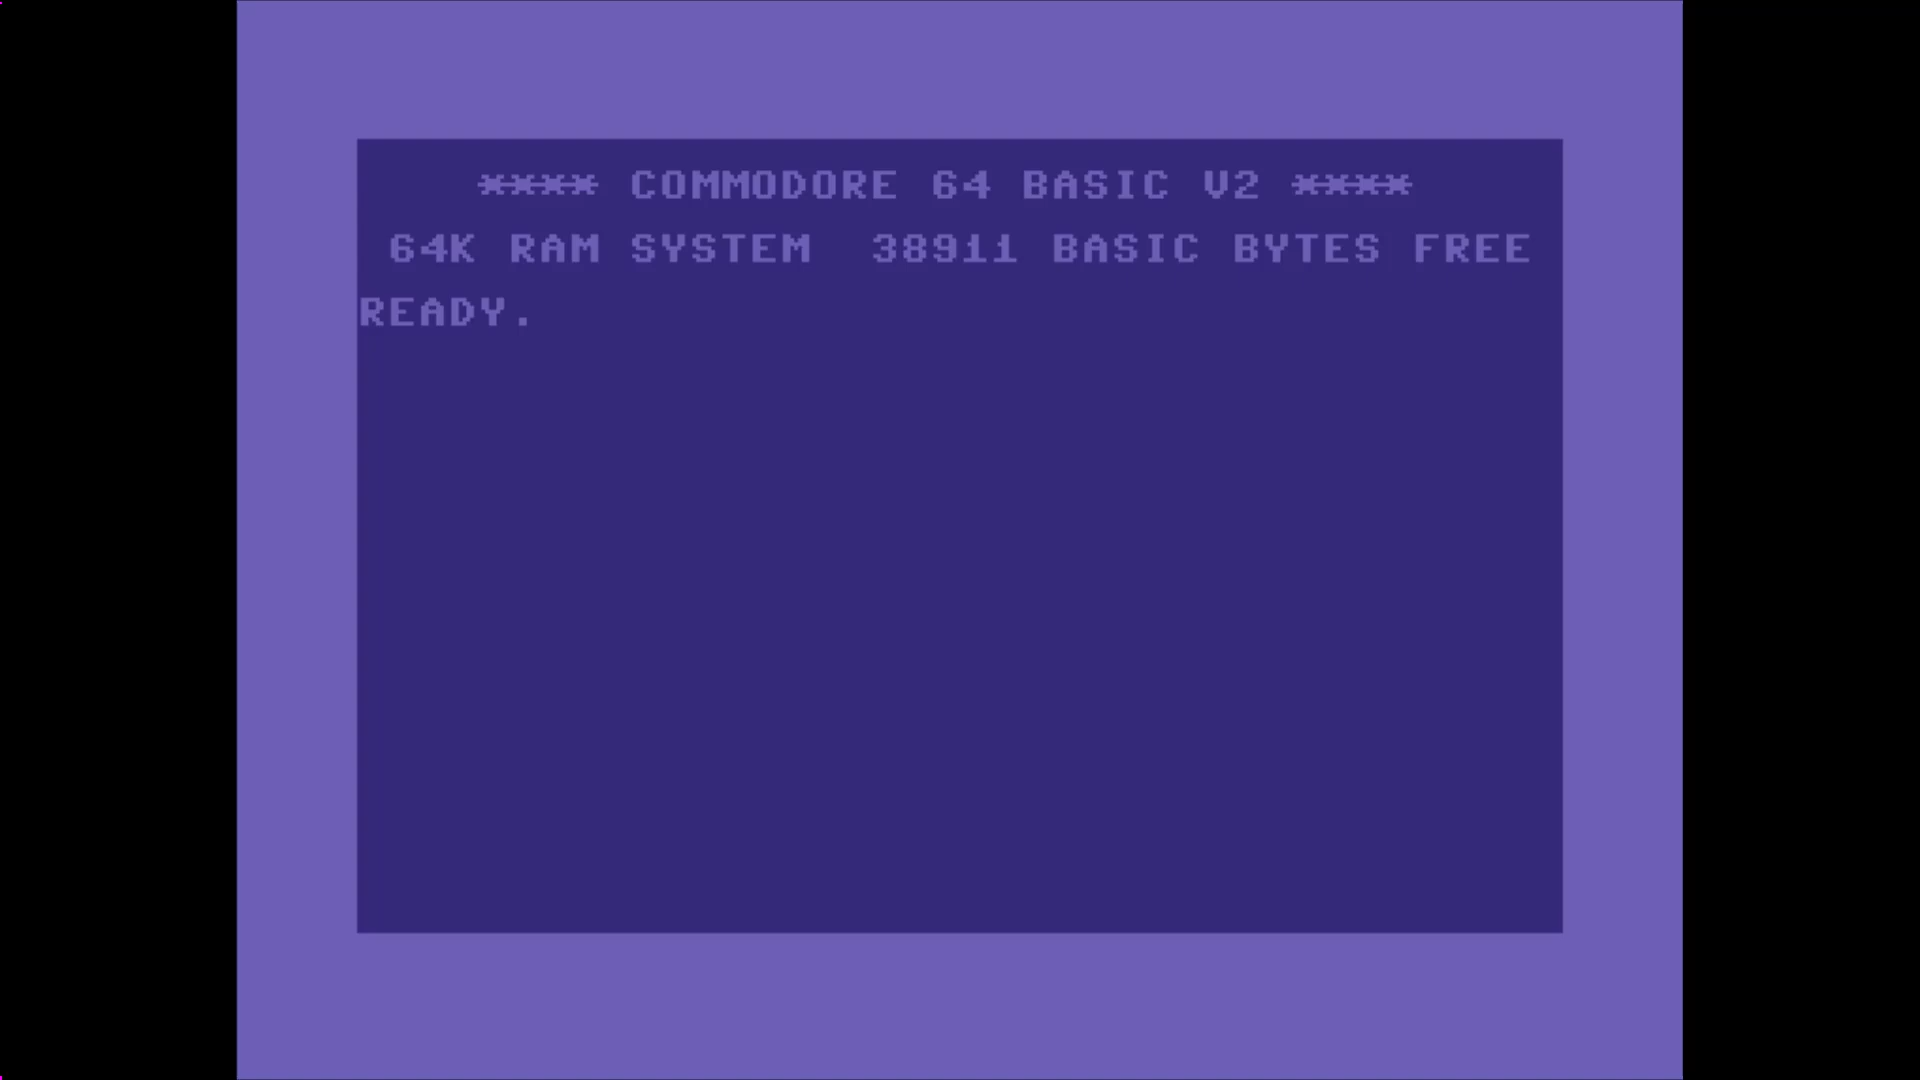 **** COMMODORE 64 BASIC V2 ****
64K RAM SYSTEM  38911 BASIC BYTES FREE
READY.